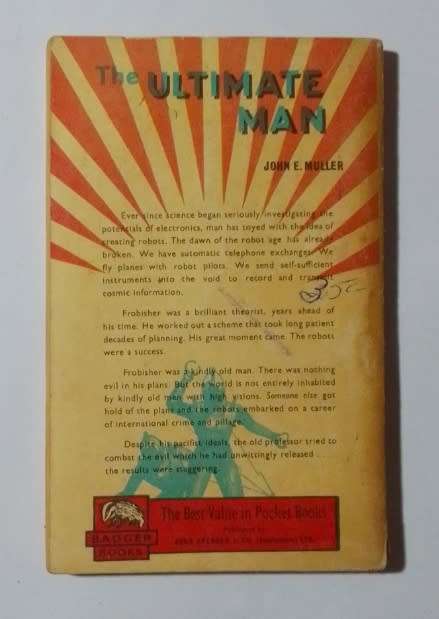 The ULTIMATE
MAN
JOHN E. MULLER
Ever since science began seriously investigating the
potentials of electronics, man has toyed with the idea of
creating robots. The dawn of the robot age has already
broken. We have automatic telephone exchanges. We
fly planes with robot pilots. We send self-sufficient
instruments into the void to record and transmit
cosmic information.
Frobisher was a brilliant theorist, years ahead of
his time. He worked out a scheme that took long patient
decades of planning. His great moment came. The robots
were a success.
Frobisher was a kindly old man. There was nothing
evil in his plans. But the world is not entirely inhabited
by kindly old men with high
Someone else got
hold of the plans and the robots embarked on a career
of international crime and pillage.
Despite his pacifist ideals, the old professor tried to
combat the evil which he had unwittingly released . . . .
the results were staggering.
BADGER
BOOKS
The Best Value in Pocket Books
Published by
JOHN SPENCER & CO. (PUBLISHERS) LTD.